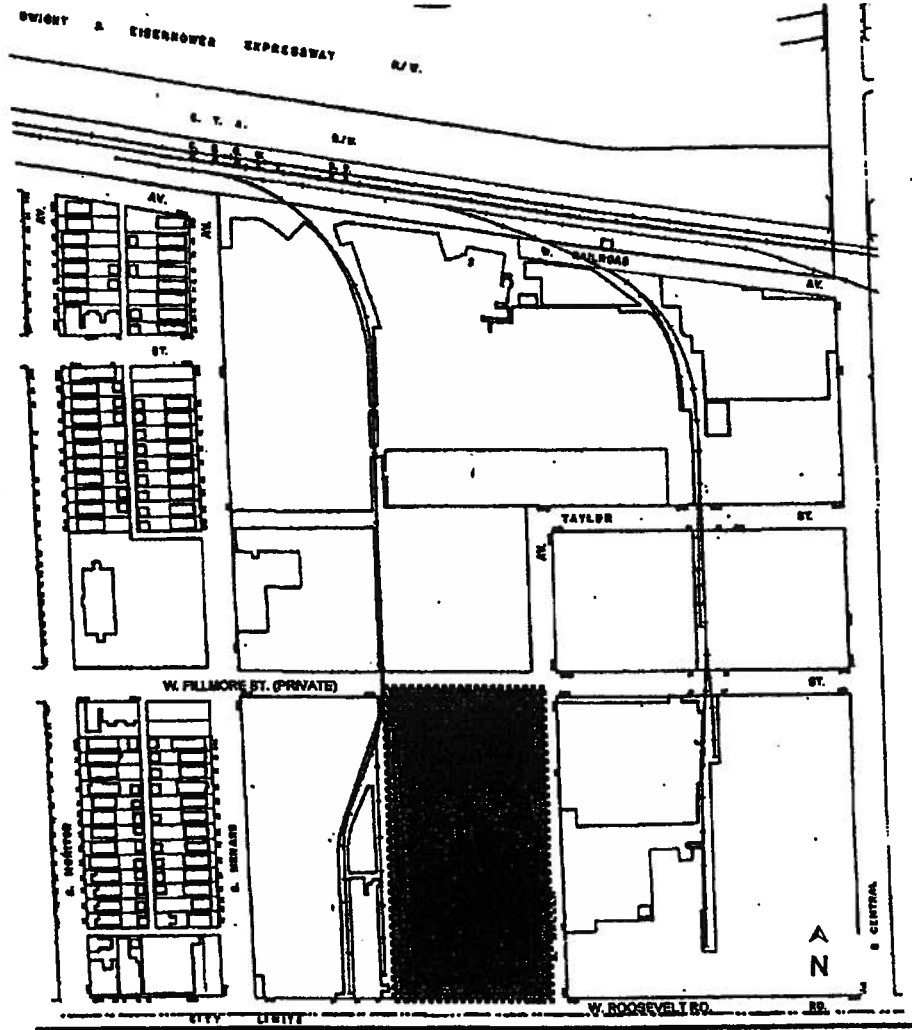 DWIGHT D. EISENHOWER EXPRESSWAY R/W.
C. T. A. R/W.
AV.
AV.
AV.
W. RAILROAD
AV.
ST.
TAYLOR ST.
AV.
W. FILLMORE ST. (PRIVATE) ST.
S. MONITOR
S. MENARD
S CENTRAL
N
W. ROOSEVELT RD. RD.
CITY LIMITS